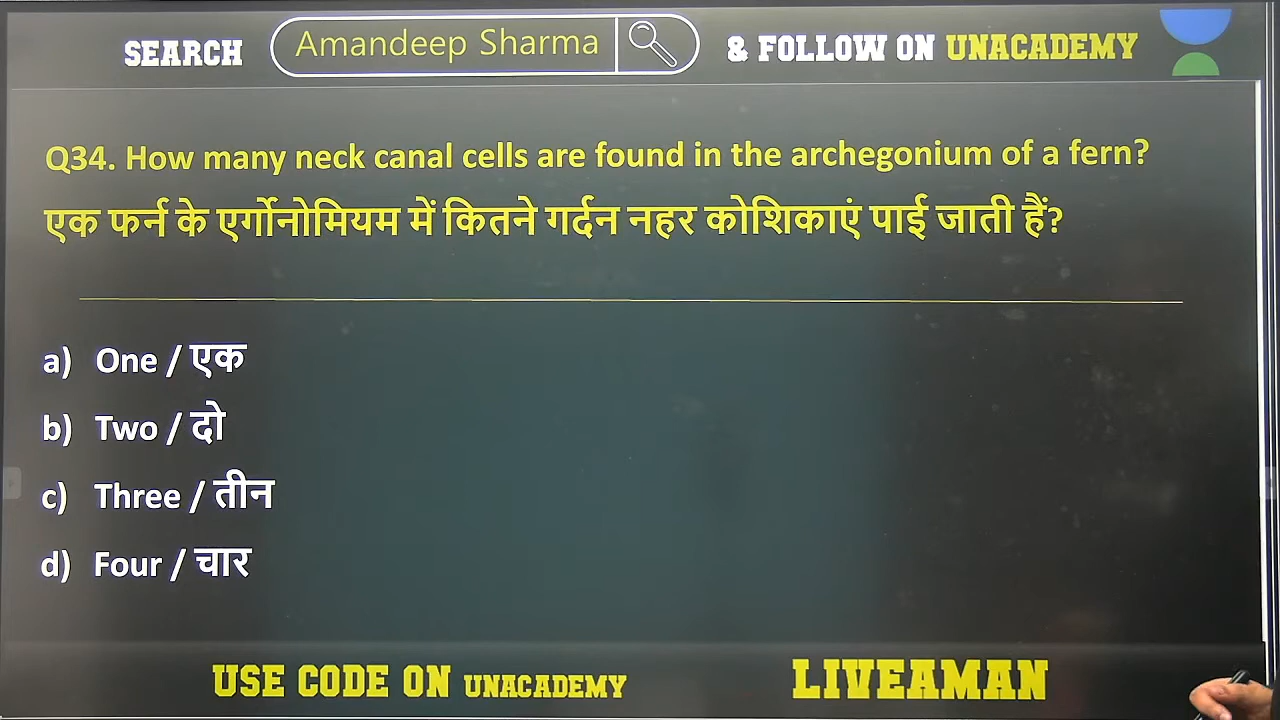 SEARCH Amandeep Sharma & FOLLOW ON UNACADEMY
Q34. How many neck canal cells are found in the archegonium of a fern?
एक फर्न के एर्गोनोमियम में कितने गर्दन नहर कोशिकाएं पाई जाती हैं?
a) One / एक
b) Two / दो
c) Three / तीन
d) Four / चार
USE CODE ON UNACADEMY LIVEAMAN